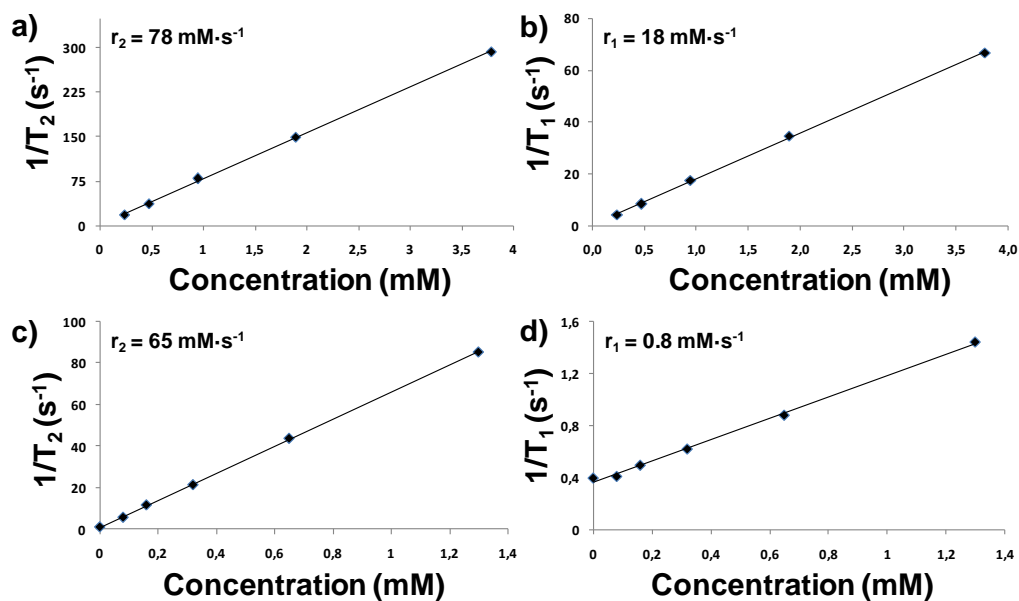 a)
r₂ = 78 mM·s⁻¹
1/T₂ (s⁻¹)
300
225
150
75
0
0 0,5 1 1,5 2 2,5 3 3,5 4
Concentration (mM)
b)
r₁ = 18 mM·s⁻¹
1/T₁ (s⁻¹)
80
60
40
20
0
0,0 0,5 1,0 1,5 2,0 2,5 3,0 3,5 4,0
Concentration (mM)
c)
r₂ = 65 mM·s⁻¹
1/T₂ (s⁻¹)
100
80
60
40
20
0
0 0,2 0,4 0,6 0,8 1 1,2 1,4
Concentration (mM)
d)
r₁ = 0.8 mM·s⁻¹
1/T₁ (s⁻¹)
1,6
1,2
0,8
0,4
0
0 0,2 0,4 0,6 0,8 1 1,2 1,4
Concentration (mM)